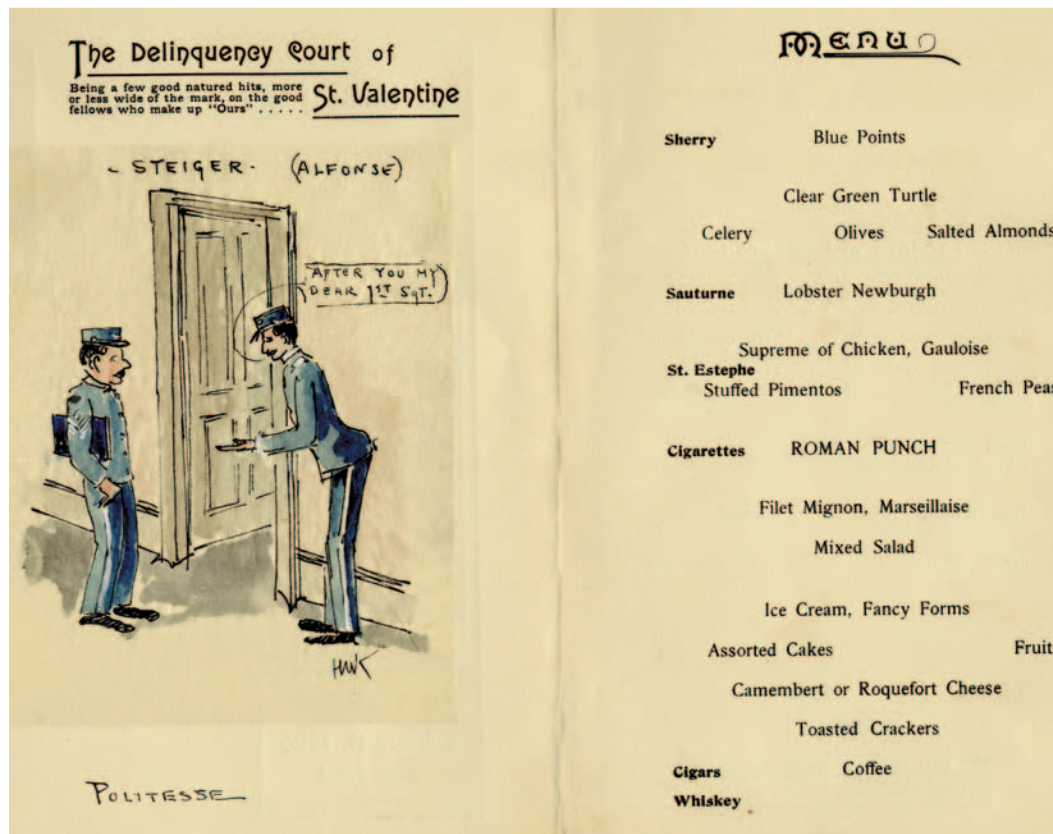 The Delinquency Court of
Being a few good natured hits, more
or less wide of the mark, on the good
fellows who make up "Ours" . . . . .
St. Valentine
- STEIGER - (ALFONSE)
AFTER YOU MY
DEAR 1ST SGT.
HWK
POLITESSE
MENU
Sherry Blue Points
Clear Green Turtle
Celery Olives Salted Almonds
Sauturne Lobster Newburgh
Supreme of Chicken, Gauloise
St. Estephe
Stuffed Pimentos French Peas
Cigarettes ROMAN PUNCH
Filet Mignon, Marseillaise
Mixed Salad
Ice Cream, Fancy Forms
Assorted Cakes Fruit
Camembert or Roquefort Cheese
Toasted Crackers
Cigars Coffee
Whiskey